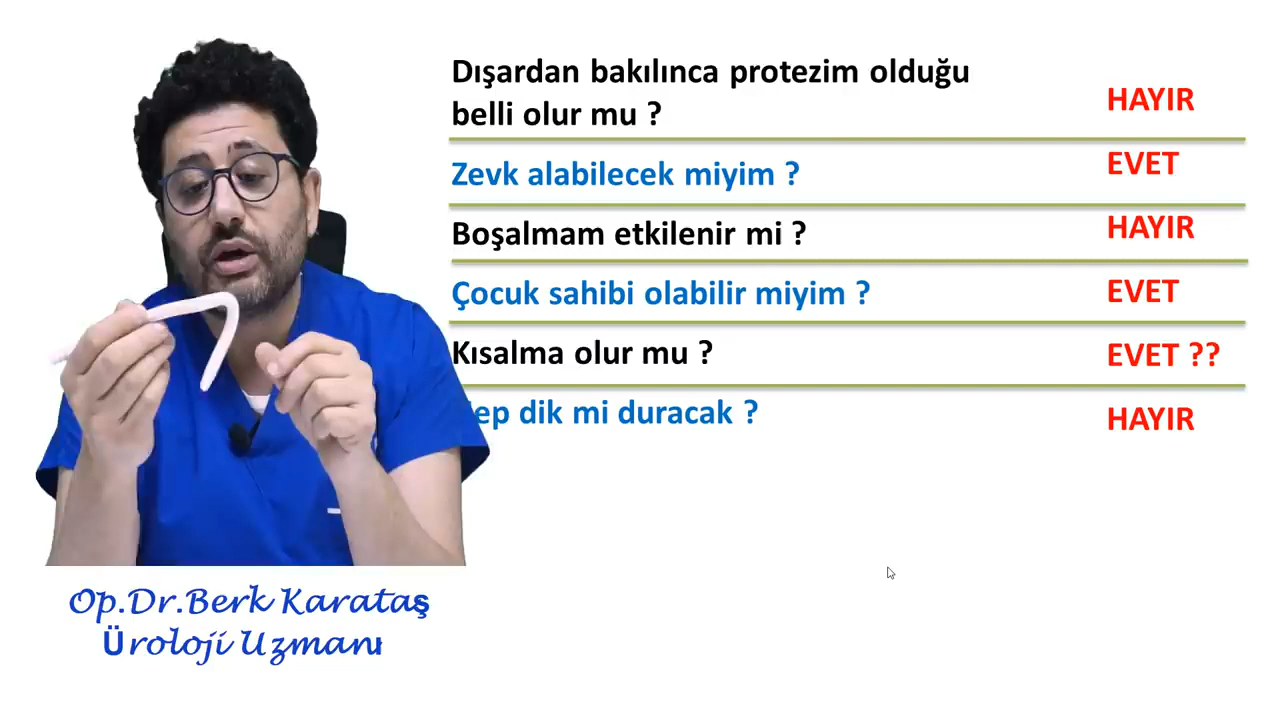 Dışardan bakılınca protezim olduğu
belli olur mu ?
HAYIR
Zevk alabilecek miyim ?
EVET
Boşalmam etkilenir mi ?
HAYIR
Çocuk sahibi olabilir miyim ?
EVET
Kısalma olur mu ?
EVET ??
dik mi duracak ?
HAYIR
Op.Dr.Berk Karataş
Üroloji Uzmanı